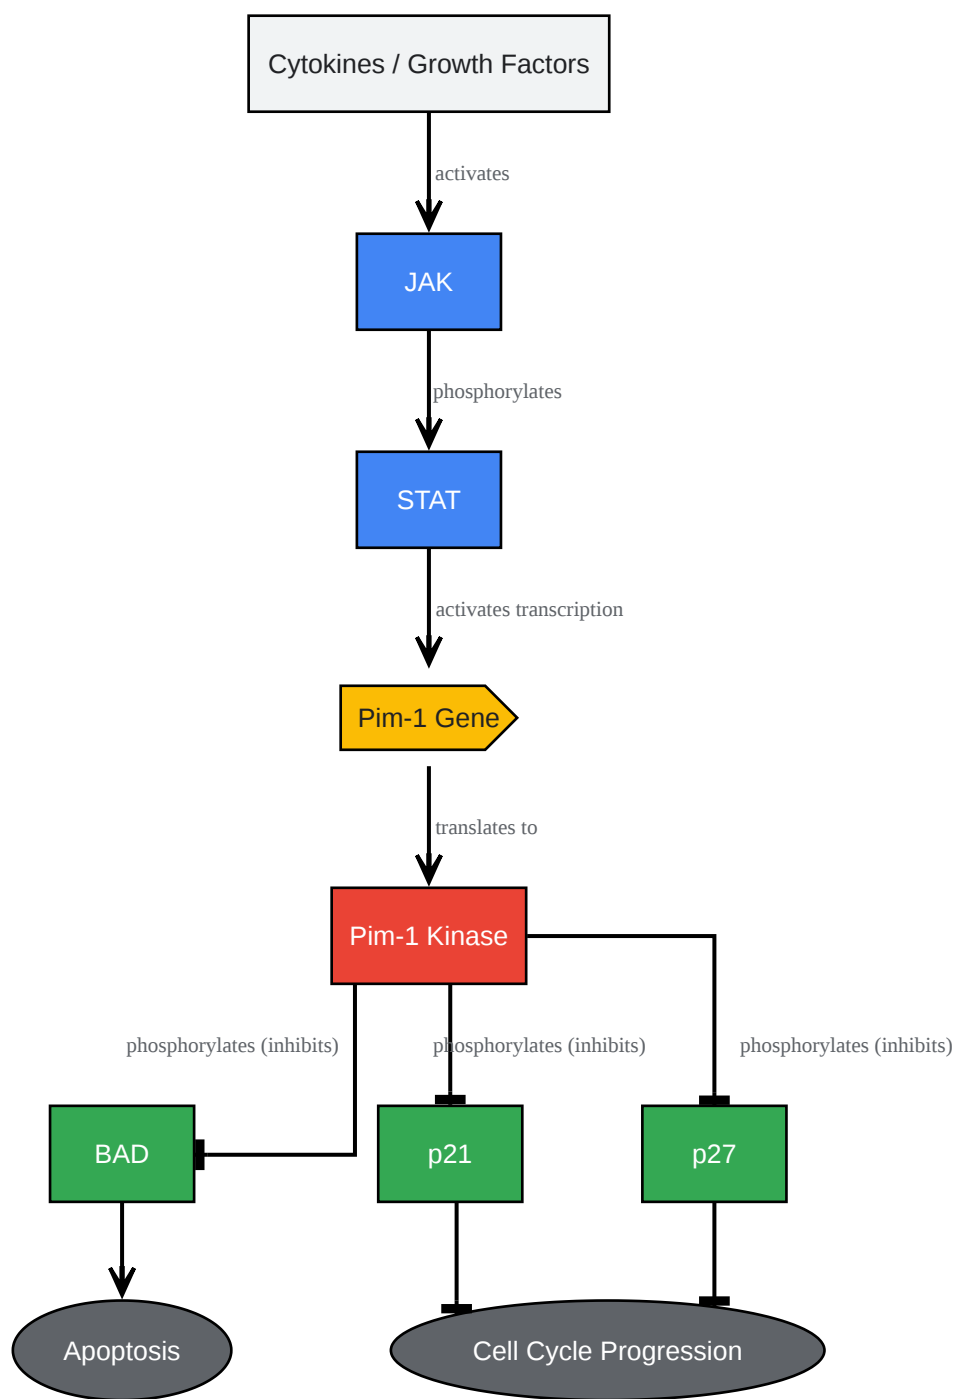 Cytokines / Growth Factors
activates
JAK
phosphorylates
STAT
activates transcription
Pim-1 Gene
translates to
Pim-1 Kinase
phosphorylates (inhibits)
phosphorylates (inhibits)
phosphorylates (inhibits)
BAD
p21
p27
Apoptosis
Cell Cycle Progression